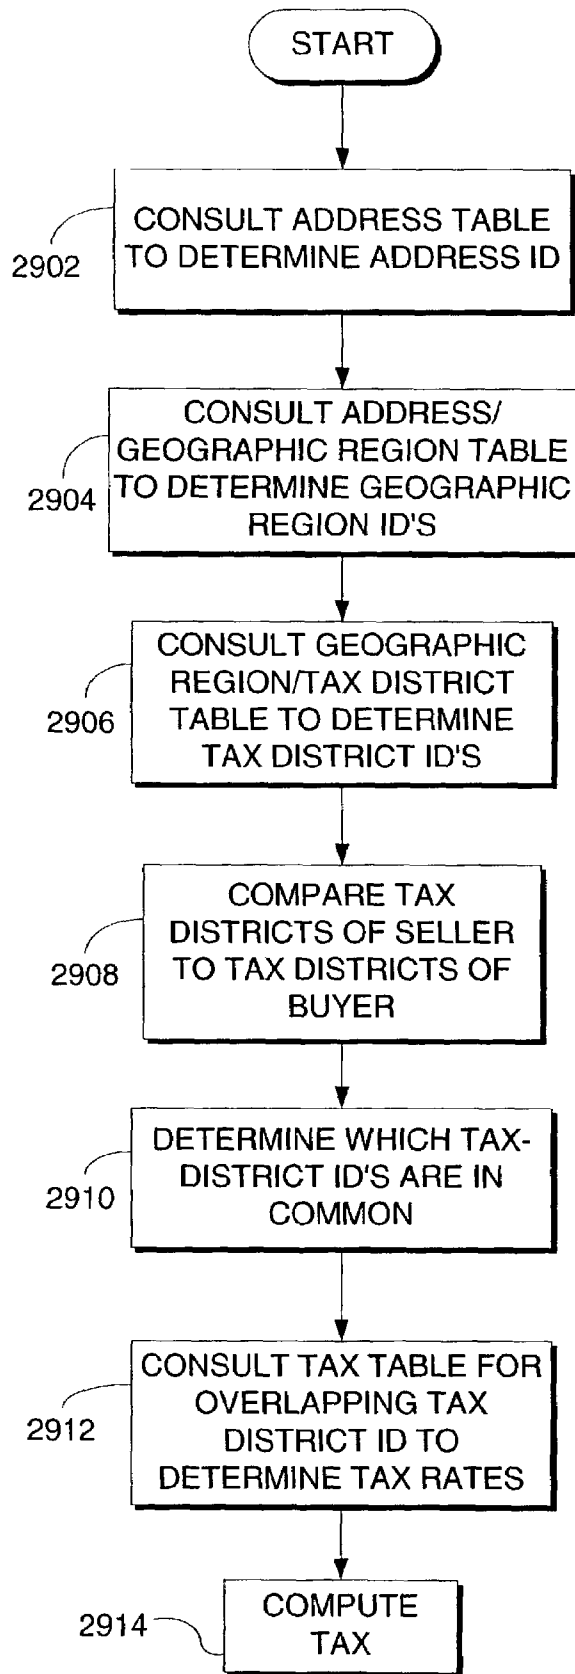 START
CONSULT ADDRESS TABLE
TO DETERMINE ADDRESS ID
2902
CONSULT ADDRESS/
GEOGRAPHIC REGION TABLE
TO DETERMINE GEOGRAPHIC
REGION ID'S
2904
CONSULT GEOGRAPHIC
REGION/TAX DISTRICT
TABLE TO DETERMINE
TAX DISTRICT ID'S
2906
COMPARE TAX
DISTRICTS OF SELLER
TO TAX DISTRICTS OF
BUYER
2908
DETERMINE WHICH TAX-
DISTRICT ID'S ARE IN
COMMON
2910
CONSULT TAX TABLE FOR
OVERLAPPING TAX
DISTRICT ID TO
DETERMINE TAX RATES
2912
COMPUTE
TAX
2914